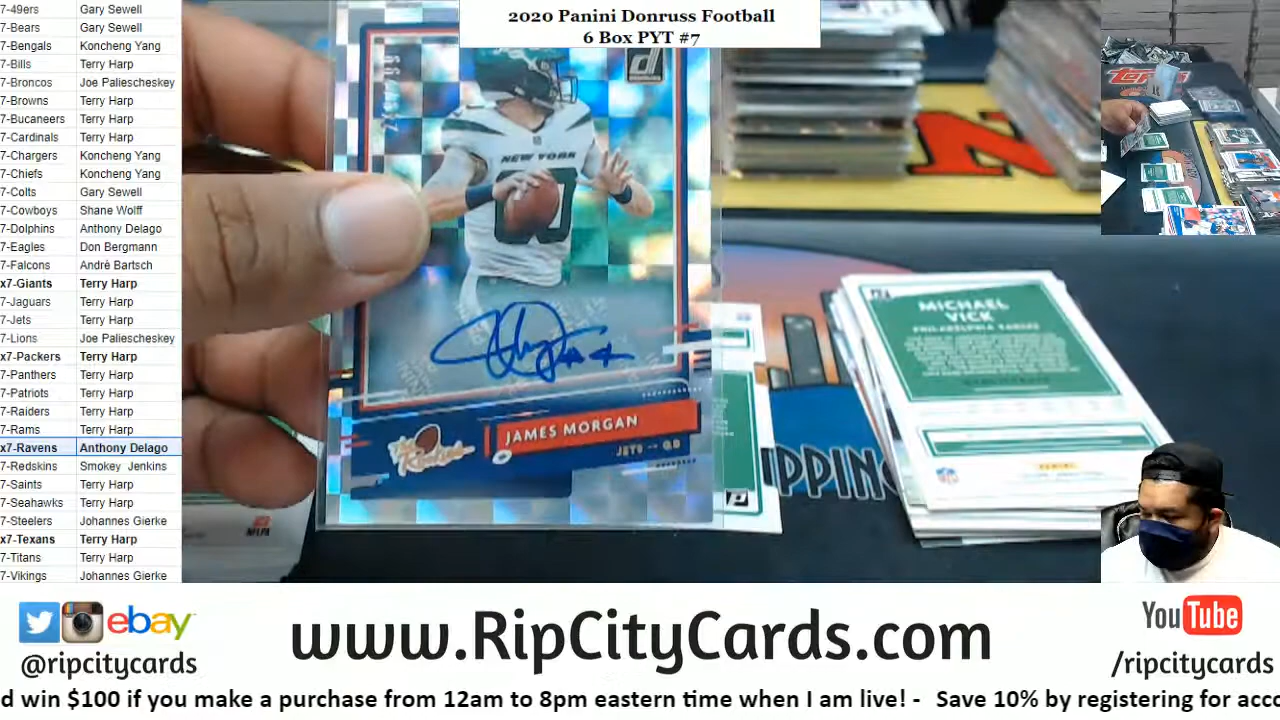 2020 Panini Donruss Football
6 Box PYT #7
7-49ers Gary Sewell
7-Bears Gary Sewell
7-Bengals Koncheng Yang
7-Bills Terry Harp
7-Broncos Joe Paliescheskey
7-Browns Terry Harp
7-Bucaneers Terry Harp
7-Cardinals Terry Harp
7-Chargers Koncheng Yang
7-Chiefs Koncheng Yang
7-Colts Gary Sewell
7-Cowboys Shane Wolff
7-Dolphins Anthony Delago
7-Eagles Don Bergmann
7-Falcons Andrè Bartsch
x7-Giants Terry Harp
7-Jaguars Terry Harp
7-Jets Terry Harp
7-Lions Joe Paliescheskey
x7-Packers Terry Harp
7-Panthers Terry Harp
7-Patriots Terry Harp
7-Raiders Terry Harp
7-Rams Terry Harp
x7-Ravens Anthony Delago
7-Redskins Smokey Jenkins
7-Saints Terry Harp
7-Seahawks Terry Harp
7-Steelers Johannes Gierke
x7-Texans Terry Harp
7-Titans Terry Harp
7-Vikings Johannes Gierke
NEW YORK
The Rookies
JAMES MORGAN
JETS -- QB
MICHAEL
VICK
PHILADELPHIA EAGLES
PANINI
NFLPA
Topps
ebay
@ripcitycards
www.RipCityCards.com
YouTube
/ripcitycards
d win $100 if you make a purchase from 12am to 8pm eastern time when I am live! - Save 10% by registering for acco